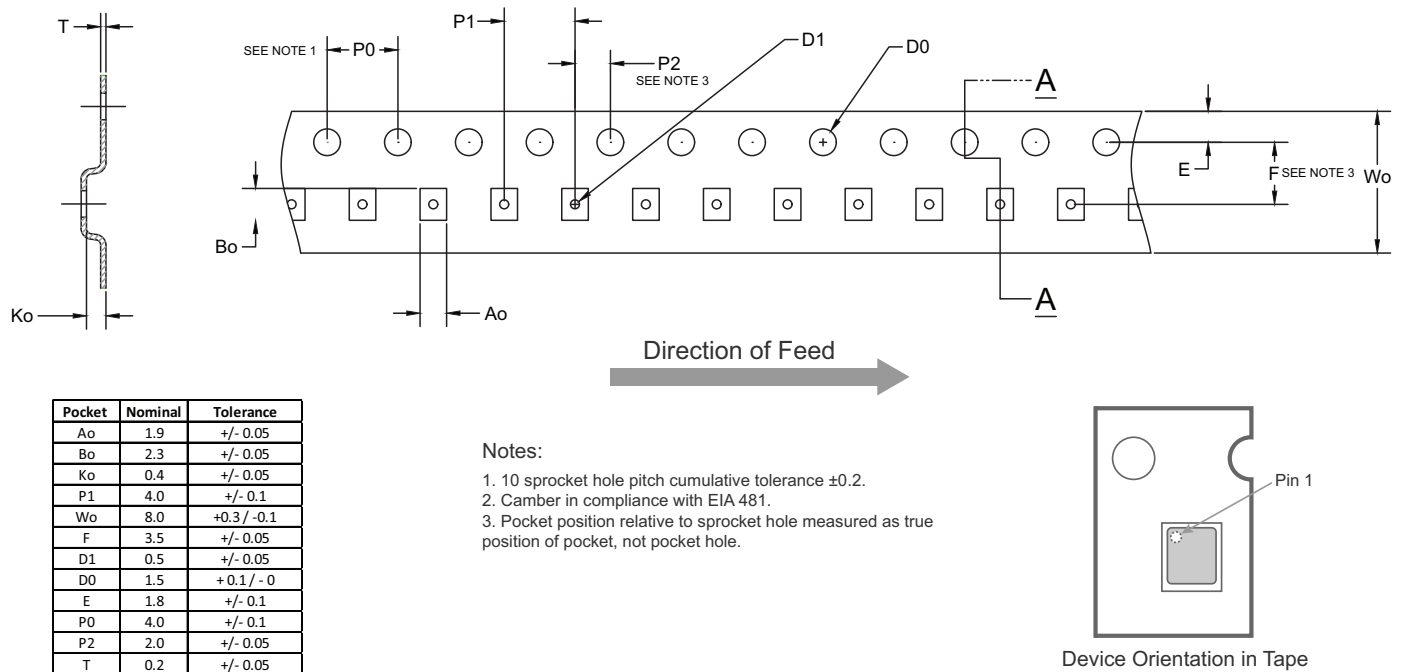 T
SEE NOTE 1
P0
P1
P2
SEE NOTE 3
D1
D0
A
E
F SEE NOTE 3
Wo
Bo
Ko
Ao
A
Direction of Feed
Pocket Nominal Tolerance
Ao 1.9 +/- 0.05
Bo 2.3 +/- 0.05
Ko 0.4 +/- 0.05
P1 4.0 +/- 0.1
Wo 8.0 +0.3 / -0.1
F 3.5 +/- 0.05
D1 0.5 +/- 0.05
D0 1.5 + 0.1 / - 0
E 1.8 +/- 0.1
P0 4.0 +/- 0.1
P2 2.0 +/- 0.05
T 0.2 +/- 0.05
Notes:
1. 10 sprocket hole pitch cumulative tolerance ±0.2.
2. Camber in compliance with EIA 481.
3. Pocket position relative to sprocket hole measured as true
position of pocket, not pocket hole.
Pin 1
Device Orientation in Tape